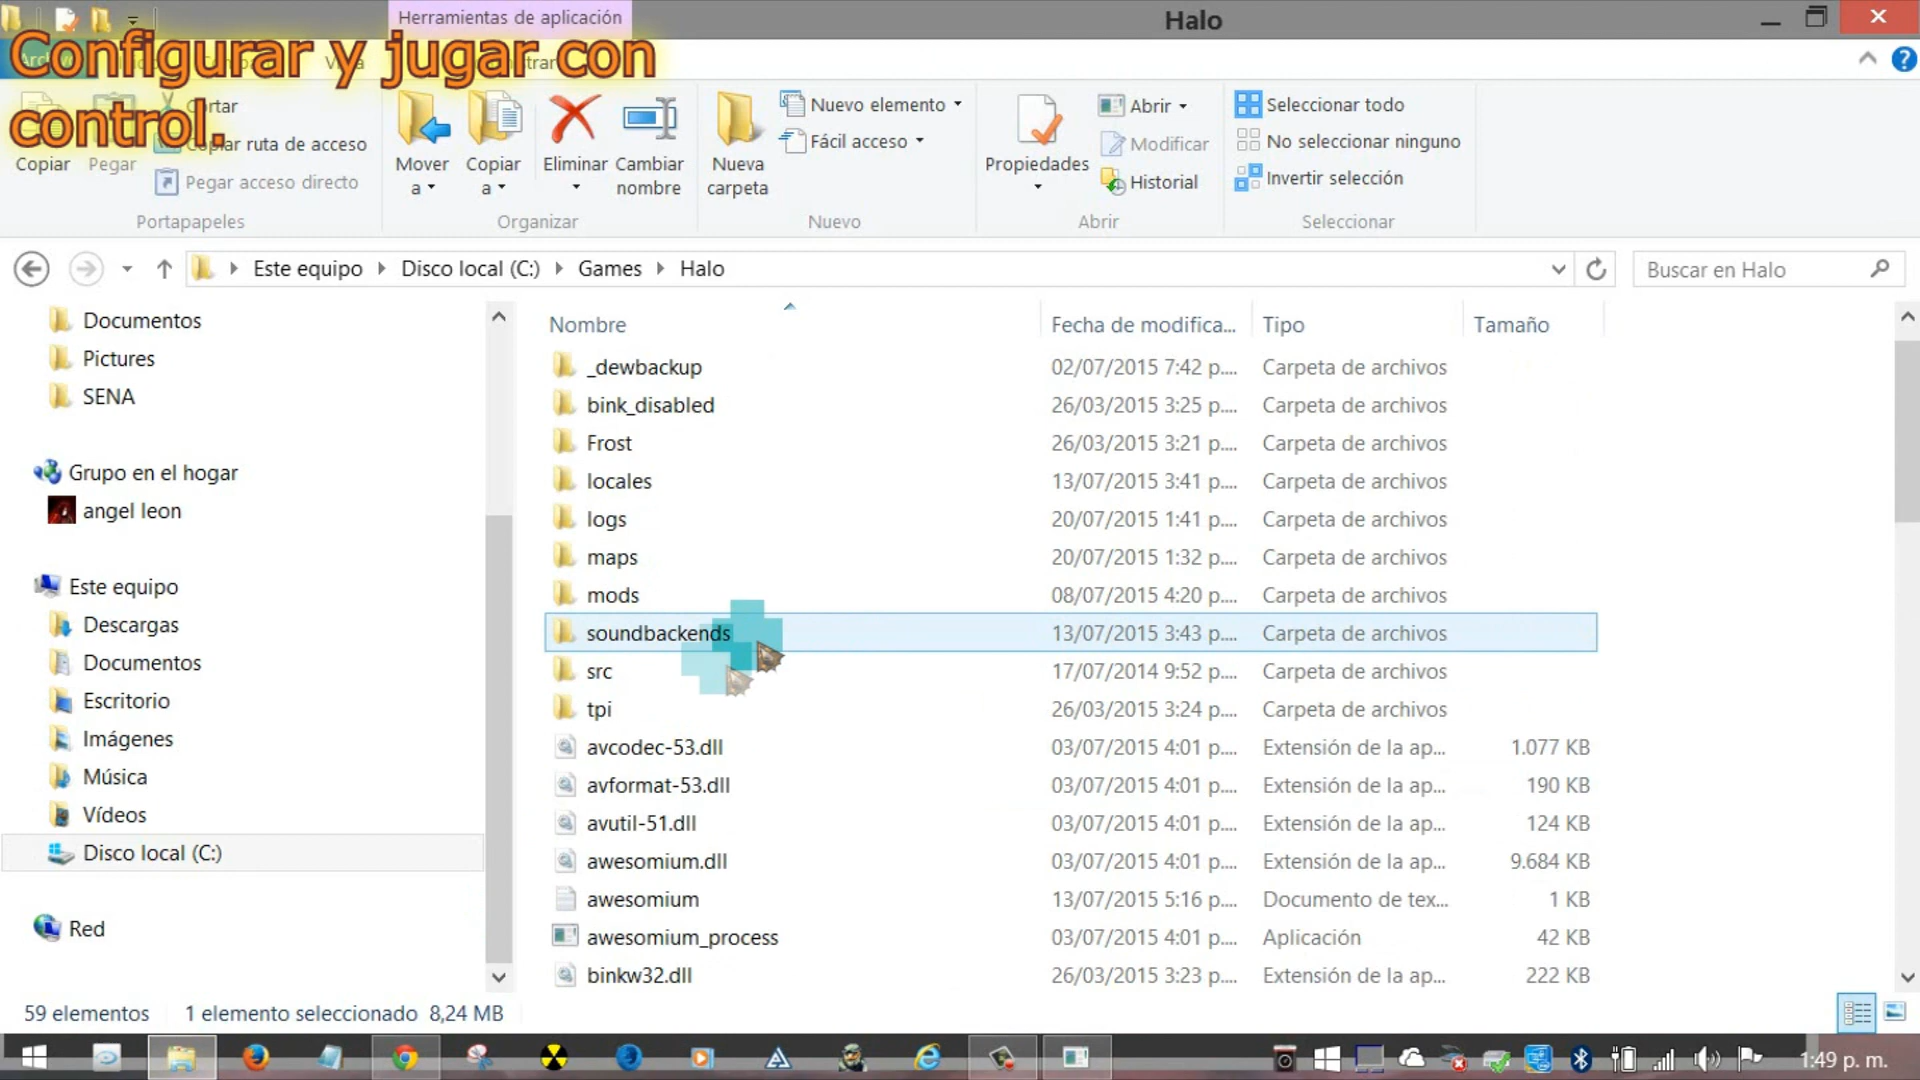 Herramientas de aplicación
Halo
Configurar y jugar con
control.
Copiar
Pegar
Cortar
Copiar ruta de acceso
Pegar acceso directo
Portapapeles
Mover
a
Copiar
a
Eliminar
Cambiar
nombre
Organizar
Nueva
carpeta
Nuevo elemento
Fácil acceso
Nuevo
Propiedades
Abrir
Modificar
Historial
Abrir
Seleccionar todo
No seleccionar ninguno
Invertir selección
Seleccionar
Este equipo Disco local (C:) Games Halo
Buscar en Halo
Documentos
Pictures
SENA
Grupo en el hogar
angel leon
Este equipo
Descargas
Documentos
Escritorio
Imágenes
Música
Vídeos
Disco local (C:)
Red
Nombre Fecha de modifica... Tipo Tamaño
_dewbackup 02/07/2015 7:42 p.... Carpeta de archivos
bink_disabled 26/03/2015 3:25 p.... Carpeta de archivos
Frost 26/03/2015 3:21 p.... Carpeta de archivos
locales 13/07/2015 3:41 p.... Carpeta de archivos
logs 20/07/2015 1:41 p.... Carpeta de archivos
maps 20/07/2015 1:32 p.... Carpeta de archivos
mods 08/07/2015 4:20 p.... Carpeta de archivos
soundbackends 13/07/2015 3:43 p.... Carpeta de archivos
src 17/07/2014 9:52 p.... Carpeta de archivos
tpi 26/03/2015 3:24 p.... Carpeta de archivos
avcodec-53.dll 03/07/2015 4:01 p.... Extensión de la ap... 1.077 KB
avformat-53.dll 03/07/2015 4:01 p.... Extensión de la ap... 190 KB
avutil-51.dll 03/07/2015 4:01 p.... Extensión de la ap... 124 KB
awesomium.dll 03/07/2015 4:01 p.... Extensión de la ap... 9.684 KB
awesomium 13/07/2015 5:16 p.... Documento de tex... 1 KB
awesomium_process 03/07/2015 4:01 p.... Aplicación 42 KB
binkw32.dll 26/03/2015 3:23 p.... Extensión de la ap... 222 KB
59 elementos 1 elemento seleccionado 8,24 MB
1:49 p. m.